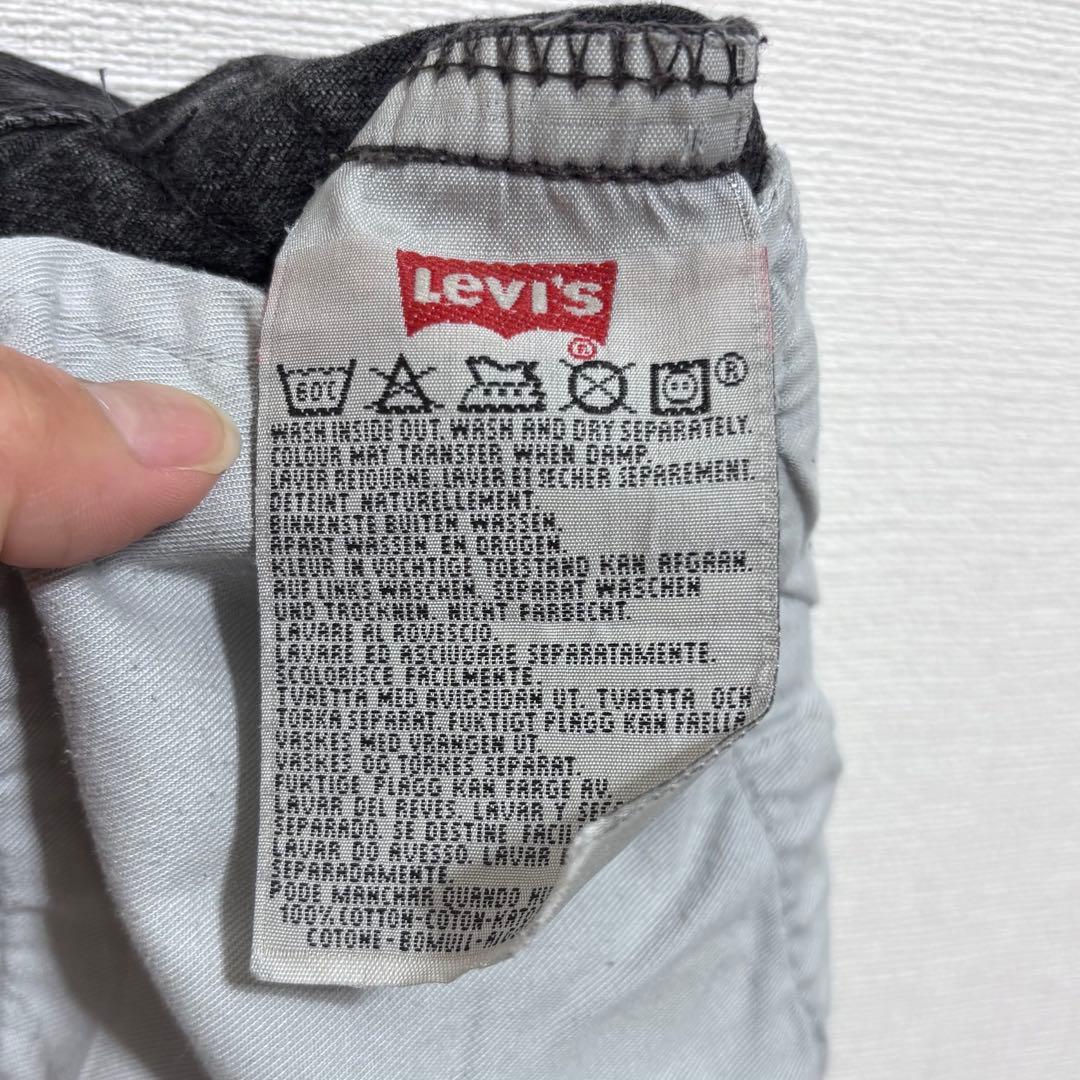 Levi's
®
60C ®
WASH INSIDE OUT. WASH AND DRY SEPARATELY.
COLOUR MAY TRANSFER WHEN DAMP.
LAVER RETOURNE. LAVER ET SECHER SEPAREMENT.
DETEINT NATURELLEMENT.
BINNENSTE BUITEN WASSEN.
APART WASSEN EN DROGEN.
KLEUR IN VOCHTIGE TOESTAND KAN AFGAAN.
AUF LINKS WASCHEN. SEPARAT WASCHEN
UND TROCKNEN. NICHT FARBECHT.
LAVARE AL ROVESCIO.
LAVARE ED ASCIUGARE SEPARATAMENTE.
SCOLORISCE FACILMENTE.
TVAETTA MED AVIGSIDAN UT. TVAETTA OCH
TORKA SEPARAT. FUKTIGT PLAGG KAN FAELLA
VASKES MED VRANGEN UT.
VASKES OG TORKES SEPARAT.
FUKTIGE PLAGG KAN FARGE AV.
LAVAR DEL REVES. LAVAR Y
SEPARADO. SE DESTINE
LAVAR DO AVESSO. LAVAR
SEPARADAMENTE.
PODE MANCHAR QUANDO
100% COTTON-COTON-
COTONE-BOMULL-